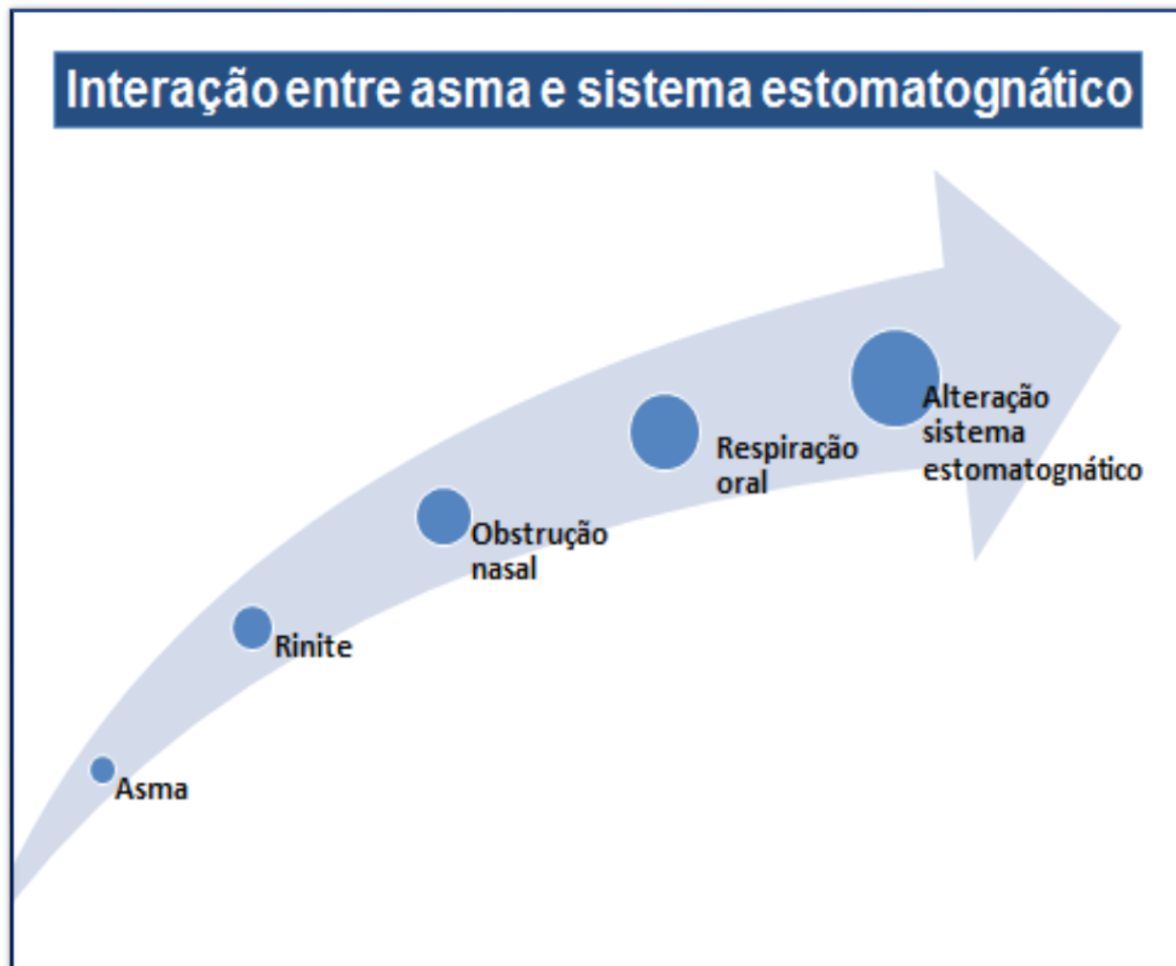 Interação entre asma e sistema estomatognático
Asma
Rinite
Obstrução
nasal
Respiração
oral
Alteração
sistema
estomatognático